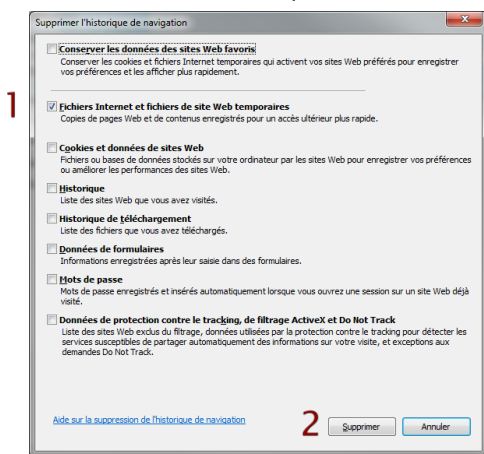 Supprimer l'historique de navigation
Conserver les données des sites Web favoris
Conserver les cookies et fichiers Internet temporaires qui activent vos sites Web préférés pour enregistrer
vos préférences et les afficher plus rapidement.
1
Fichiers Internet et fichiers de site Web temporaires
Copies de pages Web et de contenus enregistrés pour un accès ultérieur plus rapide.
Cookies et données de sites Web
Fichiers ou bases de données stockés sur votre ordinateur par les sites Web pour enregistrer vos préférences
ou améliorer les performances des sites Web.
Historique
Liste des sites Web que vous avez visités.
Historique de téléchargement
Liste des fichiers que vous avez téléchargés.
Données de formulaires
Informations enregistrées après leur saisie dans des formulaires.
Mots de passe
Mots de passe enregistrés et insérés automatiquement lorsque vous ouvrez une session sur un site Web déjà
visité.
Données de protection contre le tracking, de filtrage ActiveX et Do Not Track
Liste des sites Web exclus du filtrage, données utilisées par la protection contre le tracking pour détecter les
services susceptibles de partager automatiquement des informations sur votre visite, et exceptions aux
demandes Do Not Track.
Aide sur la suppression de l'historique de navigation
2
Supprimer
Annuler